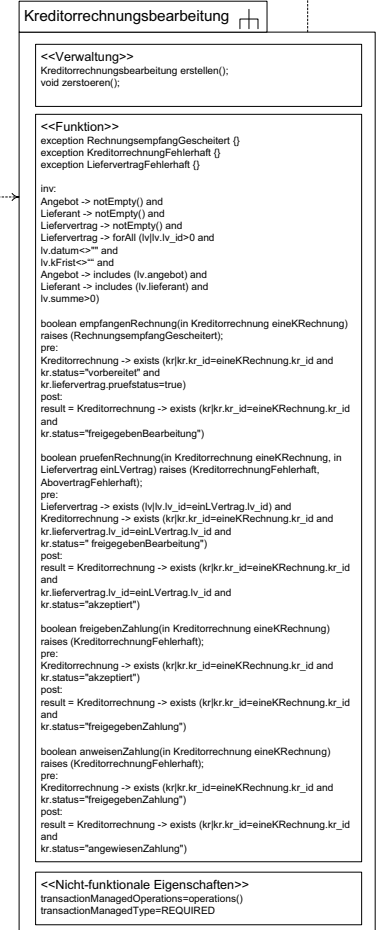 Kreditorrechnungsbearbeitung
<<Verwaltung>>
Kreditorrechnungsbearbeitung erstellen();
void zerstoeren();
<<Funktion>>
exception RechnungsempfangGescheitert {}
exception KreditorrechnungFehlerhaft {}
exception LiefervertragFehlerhaft {}
inv:
Angebot -> notEmpty() and
Lieferant -> notEmpty() and
Liefervertrag -> notEmpty() and
Liefervertrag -> forAll (lv|lv.lv_id>0 and
lv.datum<>"" and
lv.kFrist<>"" and
Angebot -> includes (lv.angebot) and
Lieferant -> includes (lv.lieferant) and
lv.summe>0)
boolean empfangenRechnung(in Kreditorrechnung eineKRechnung)
raises (RechnungsempfangGescheitert);
pre:
Kreditorrechnung -> exists (kr|kr.kr_id=eineKRechnung.kr_id and
kr.status="vorbereitet" and
kr.liefervertrag.pruefstatus=true)
post:
result = Kreditorrechnung -> exists (kr|kr.kr_id=eineKRechnung.kr_id
and
kr.status="freigegebenBearbeitung")
boolean pruefenRechnung(in Kreditorrechnung eineKRechnung, in
Liefervertrag einLVertrag) raises (KreditorrechnungFehlerhaft,
AbovertragFehlerhaft);
pre:
Liefervertrag -> exists (lv|lv.lv_id=einLVertrag.lv_id) and
Kreditorrechnung -> exists (kr|kr.kr_id=eineKRechnung.kr_id and
kr.liefervertrag.lv_id=einLVertrag.lv_id and
kr.status=" freigegebenBearbeitung")
post:
result = Kreditorrechnung -> exists (kr|kr.kr_id=eineKRechnung.kr_id
and
kr.liefervertrag.lv_id=einLVertrag.lv_id and
kr.status="akzeptiert")
boolean freigebenZahlung(in Kreditorrechnung eineKRechnung)
raises (KreditorrechnungFehlerhaft);
pre:
Kreditorrechnung -> exists (kr|kr.kr_id=eineKRechnung.kr_id and
kr.status="akzeptiert")
post:
result = Kreditorrechnung -> exists (kr|kr.kr_id=eineKRechnung.kr_id
and
kr.status="freigegebenZahlung")
boolean anweisenZahlung(in Kreditorrechnung eineKRechnung)
raises (KreditorrechnungFehlerhaft);
pre:
Kreditorrechnung -> exists (kr|kr.kr_id=eineKRechnung.kr_id and
kr.status="freigegebenZahlung")
post:
result = Kreditorrechnung -> exists (kr|kr.kr_id=eineKRechnung.kr_id
and
kr.status="angewiesenZahlung")
<<Nicht-funktionale Eigenschaften>>
transactionManagedOperations=operations()
transactionManagedType=REQUIRED